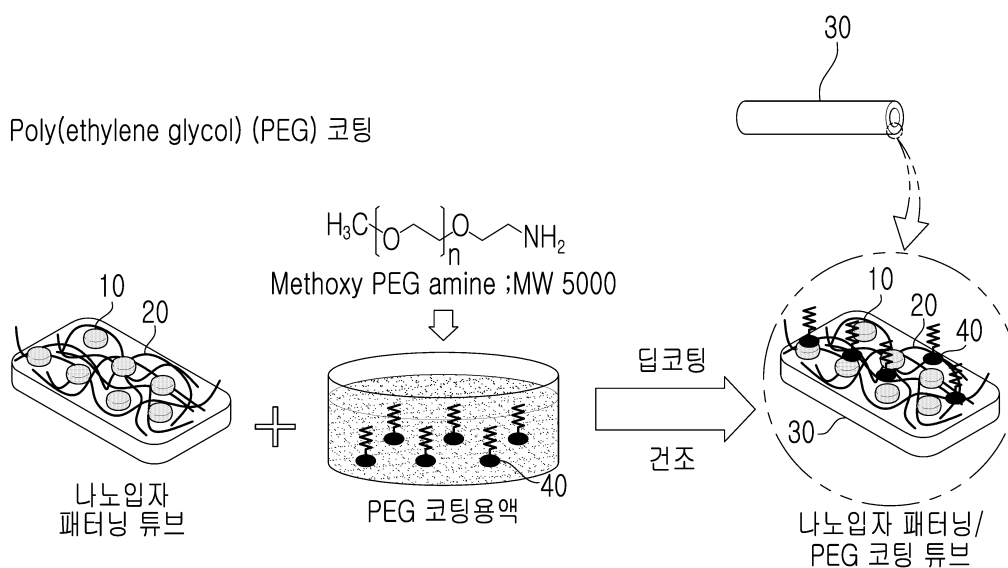 30
Poly(ethylene glycol) (PEG) 코팅
H₃C[O]nO NH₂
Methoxy PEG amine ;MW 5000
10
20
10
20
40
30
딥코팅
건조
40
나노입자
패터닝 튜브
PEG 코팅용액
나노입자 패터닝/
PEG 코팅 튜브